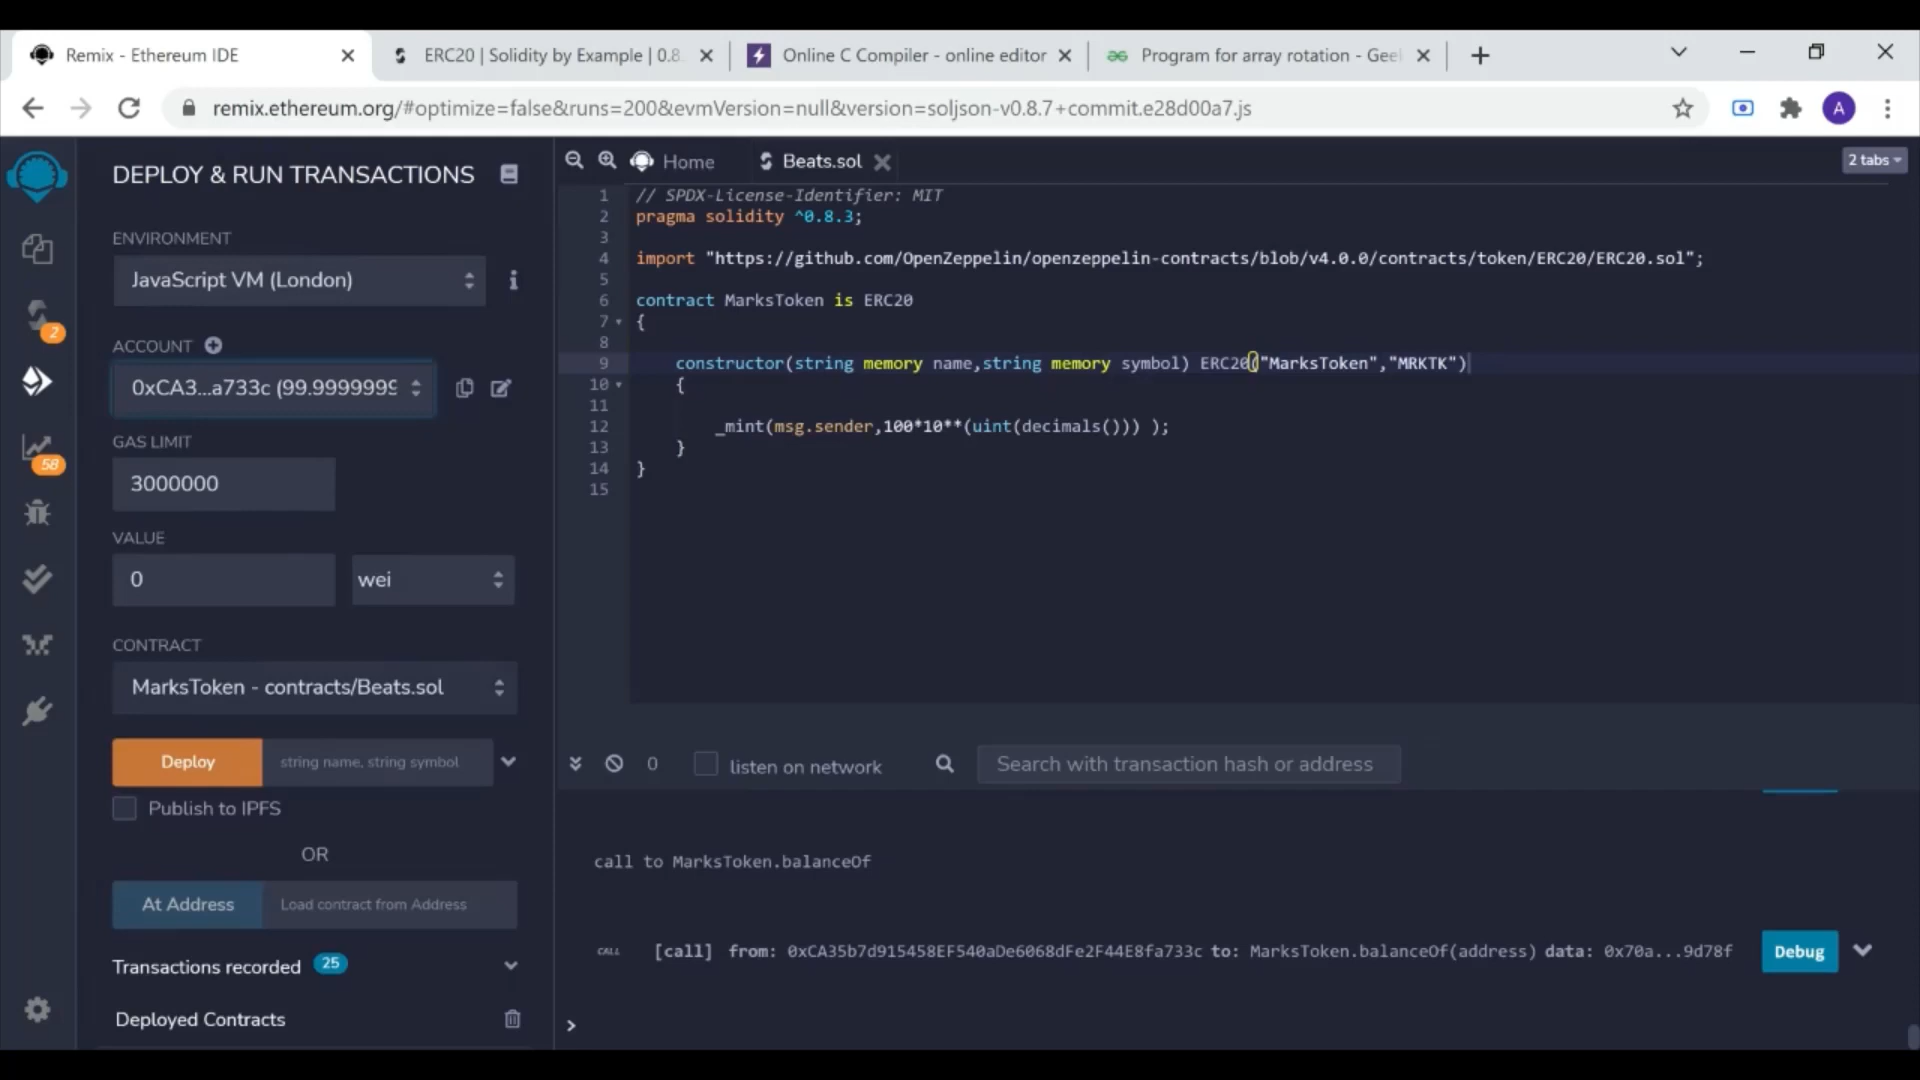 Remix - Ethereum IDE
ERC20 | Solidity by Example | 0.8.
Online C Compiler - online editor
Program for array rotation - Gee
remix.ethereum.org/#optimize=false&runs=200&evmVersion=null&version=soljson-v0.8.7+commit.e28d00a7.js
A
DEPLOY & RUN TRANSACTIONS
ENVIRONMENT
JavaScript VM (London)
ACCOUNT
0xCA3...a733c (99.9999999
GAS LIMIT
3000000
VALUE
0
wei
CONTRACT
MarksToken - contracts/Beats.sol
Deploy
string name, string symbol
Publish to IPFS
OR
At Address
Load contract from Address
Transactions recorded 25
Deployed Contracts
2
58
Home
Beats.sol
2 tabs
1 // SPDX-License-Identifier: MIT
2 pragma solidity ^0.8.3;
3
4 import "https://github.com/OpenZeppelin/openzeppelin-contracts/blob/v4.0.0/contracts/token/ERC20/ERC20.sol";
5
6 contract MarksToken is ERC20
7 {
8
9 constructor(string memory name,string memory symbol) ERC20("MarksToken","MRKTK")
10 {
11
12 _mint(msg.sender,100*10**(uint(decimals())) );
13 }
14 }
15
0
listen on network
Search with transaction hash or address
call to MarksToken.balanceOf
CALL [call] from: 0xCA35b7d915458EF540aDe6068dFe2F44E8fa733c to: MarksToken.balanceOf(address) data: 0x70a...9d78f
Debug
>